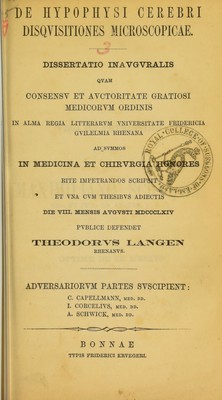 DE HYPOPHYSI CEREBRI
DISQVISITIONES MICROSCOPICAE.
DISSERTATIO INAVGVRALIS
QVAM
CONSENSV ET AVCTORITATE GRATIOSI
MEDICORVM ORDINIS
IN ALMA REGIA LITTERARVM VNIVERSITATE FRIDERICIA
GVILELMIA RHENANA
AD SVMMOS
IN MEDICINA ET CHIRVRGIA HONORES
RITE IMPETRANDOS SCRIPSIT
ET VNA CVM THESIBVS ADIECTIS
DIE VIII. MENSIS AVGVSTI MDCCCLXIV
PVBLICE DEFENDET
THEODORVS LANGEN
RHENANVS.
ADVERSARIORVM PARTES SVSCIPIENT:
C. CAPELLMANN, MED. DD.
I. CORCELIVS, MED. DD.
A. SCHWICK, MED. DD.
BONNAE
TYPIS FRIDERICI KRVEGERI.
ROYAL COLLEGE OF